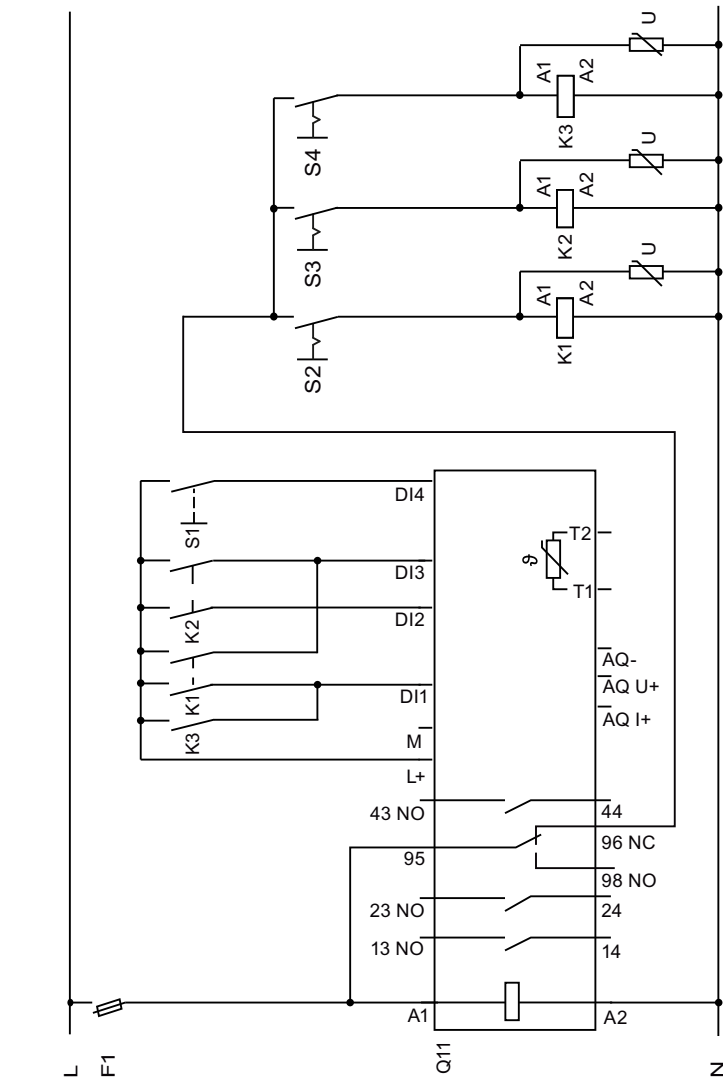 U
A1
A2
K3
S4
U
A1
A2
K2
S3
U
A1
A2
K1
S2
DI4
S1
T2
ϑ
DI3
T1
DI2
K2
AQ-
AQ U+
DI1
K1
AQ I+
K3
M
L+
43 NO
44
96 NC
95
98 NO
23 NO
24
13 NO
14
A1
A2
Q11
F1
L
N